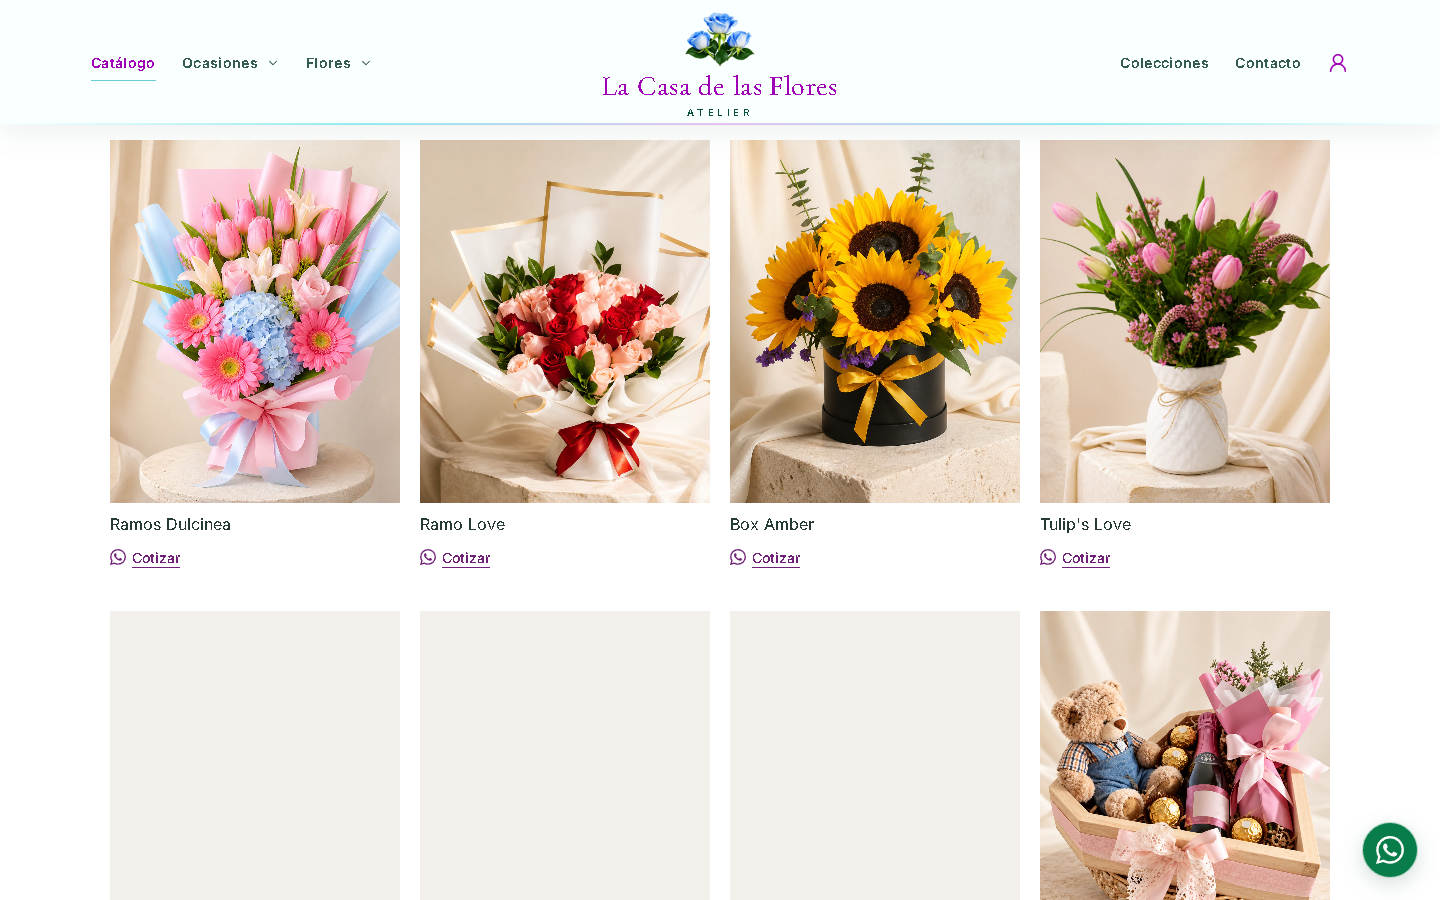 Catálogo
Ocasiones
Flores
La Casa de las Flores
ATELIER
Colecciones
Contacto
Ramos Dulcinea
Ramo Love
Box Amber
Tulip's Love
Cotizar
Cotizar
Cotizar
Cotizar